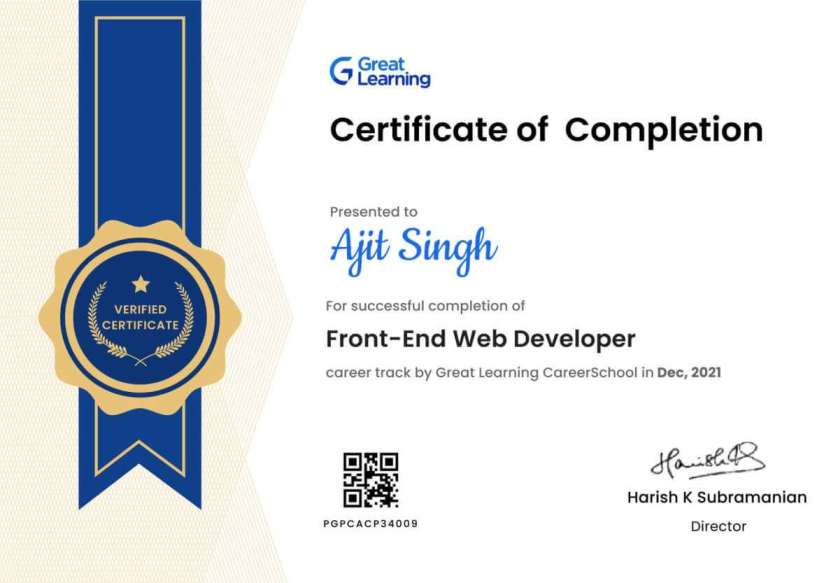 Great
Learning
Certificate of Completion
Presented to
Ajit Singh
VERIFIED
CERTIFICATE
For successful completion of
Front-End Web Developer
career track by Great Learning CareerSchool in Dec, 2021
PGPCACP34009
Harish K Subramanian
Director